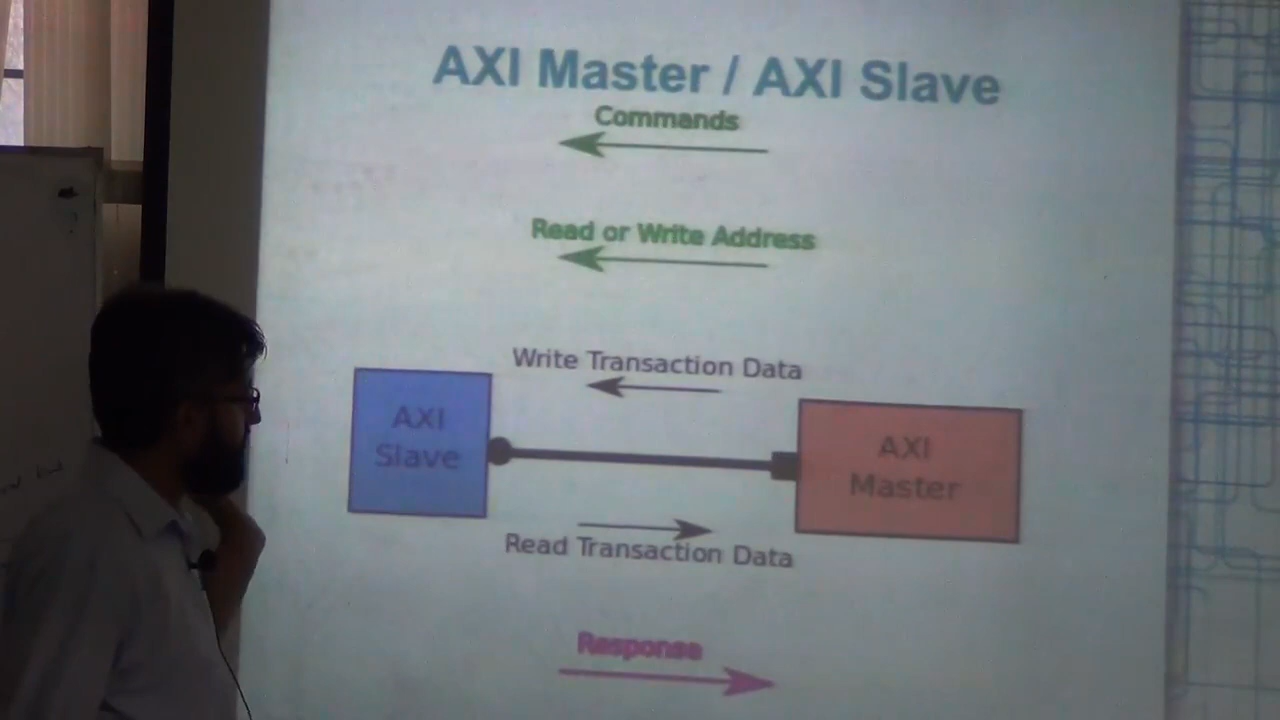 AXI Master / AXI Slave
Commands
Read or Write Address
Write Transaction Data
AXI
Slave
AXI
Master
Read Transaction Data
Response